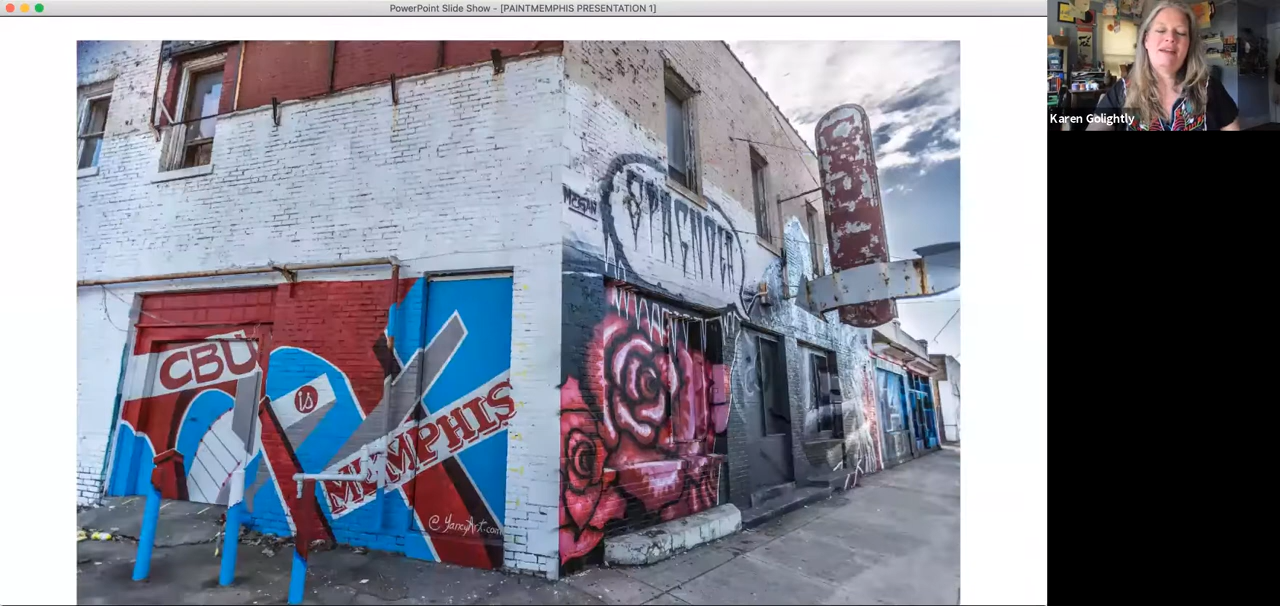 PowerPoint Slide Show - [PAINTMEMPHIS PRESENTATION 1]
Karen Golightly
CBU
is
MEMPHIS
@YancyArt.com